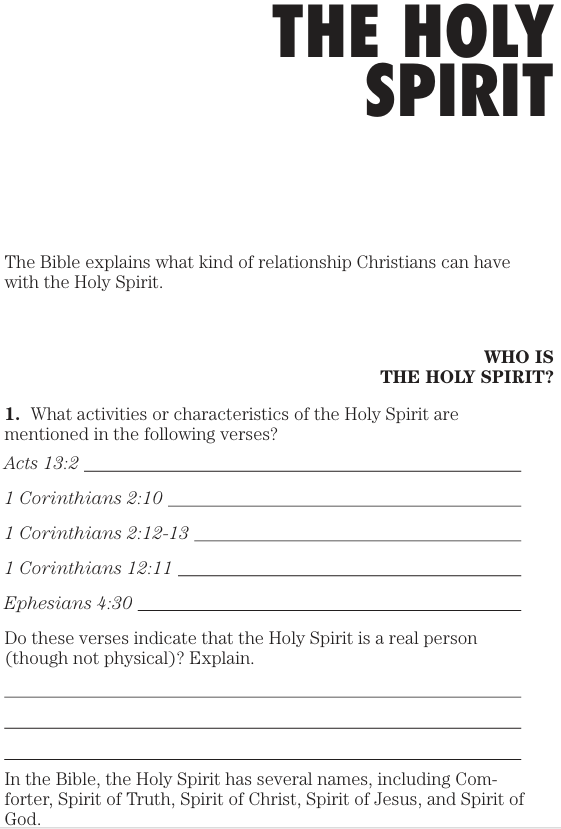 THE HOLY
SPIRIT
The Bible explains what kind of relationship Christians can have
with the Holy Spirit.
WHO IS
THE HOLY SPIRIT?
1. What activities or characteristics of the Holy Spirit are
mentioned in the following verses?
Acts 13:2
1 Corinthians 2:10
1 Corinthians 2:12-13
1 Corinthians 12:11
Ephesians 4:30
Do these verses indicate that the Holy Spirit is a real person
(though not physical)? Explain.
In the Bible, the Holy Spirit has several names, including Com-
forter, Spirit of Truth, Spirit of Christ, Spirit of Jesus, and Spirit of
God.